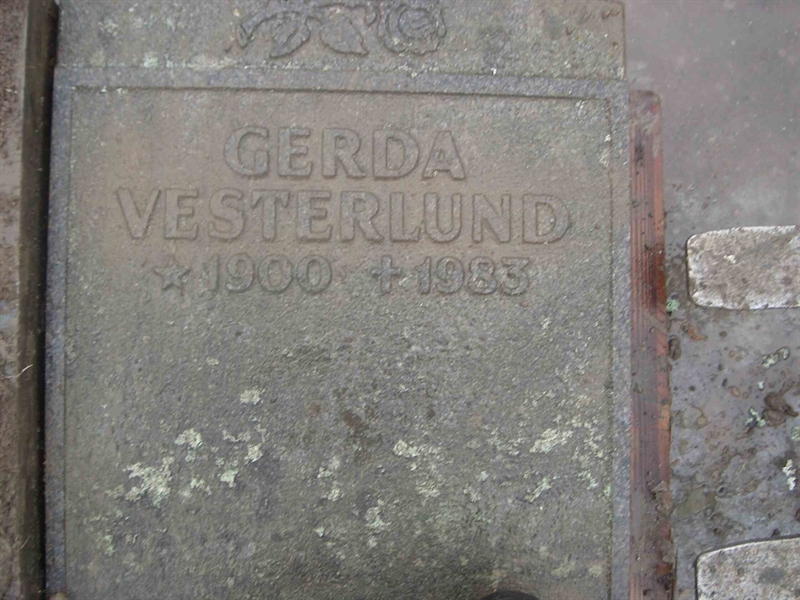 GERDA
VESTERLUND
★ 1900 ✝ 1983